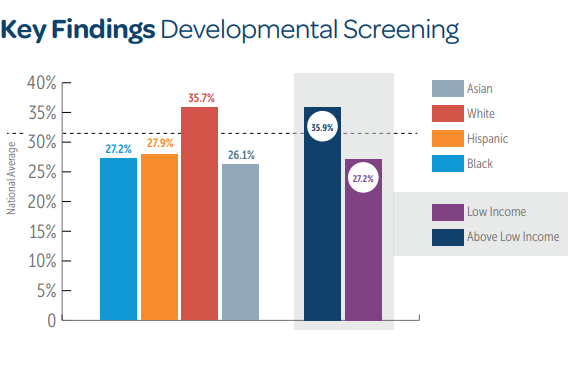 Key Findings Developmental Screening
40%
35%
30%
25%
20%
15%
10%
5%
0
National Average
27.2%
27.9%
35.7%
26.1%
35.9%
27.2%
Asian
White
Hispanic
Black
Low Income
Above Low Income